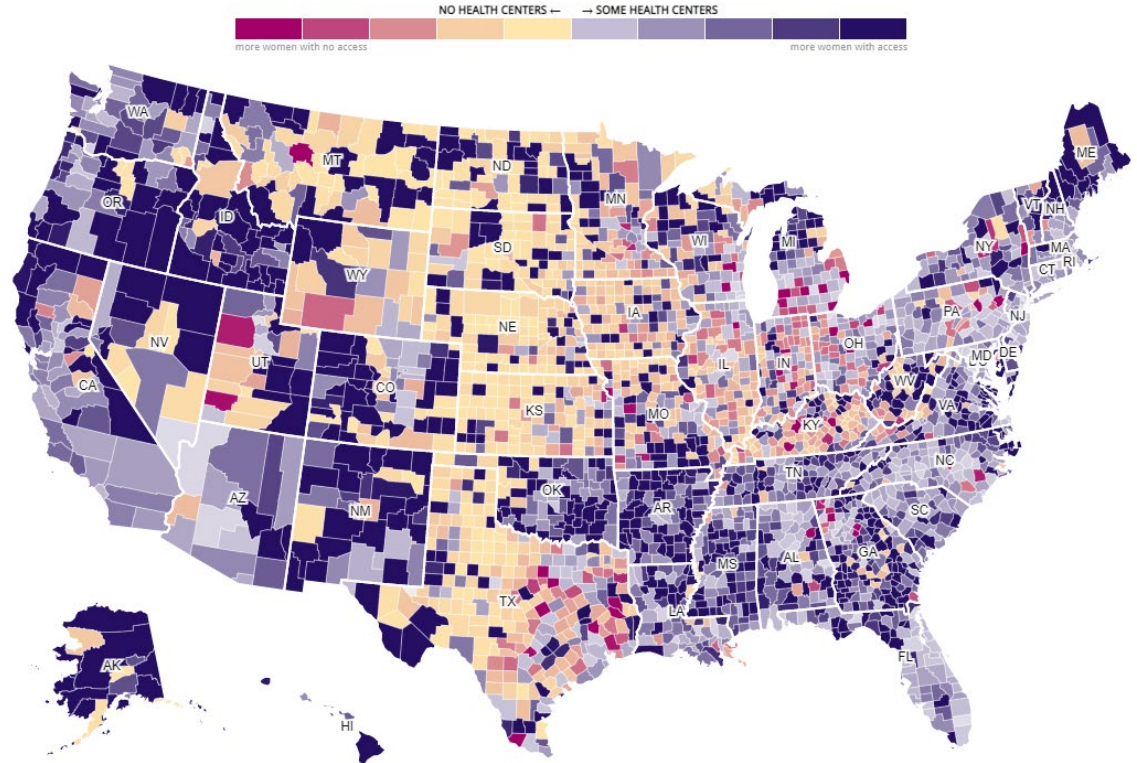 NO HEALTH CENTERS ← → SOME HEALTH CENTERS
more women with no access more women with access
WA
MT
ND
MN
ME
OR
ID
SD
WI
MI
VT NH
NY
MA
WY
CT RI
NE
IA
PA
NJ
NV
UT
CO
IL
IN
OH
MD DE
CA
KS
MO
WV
VA
KY
NC
TN
AZ
NM
OK
AR
SC
MS
AL
GA
TX
LA
FL
AK
HI